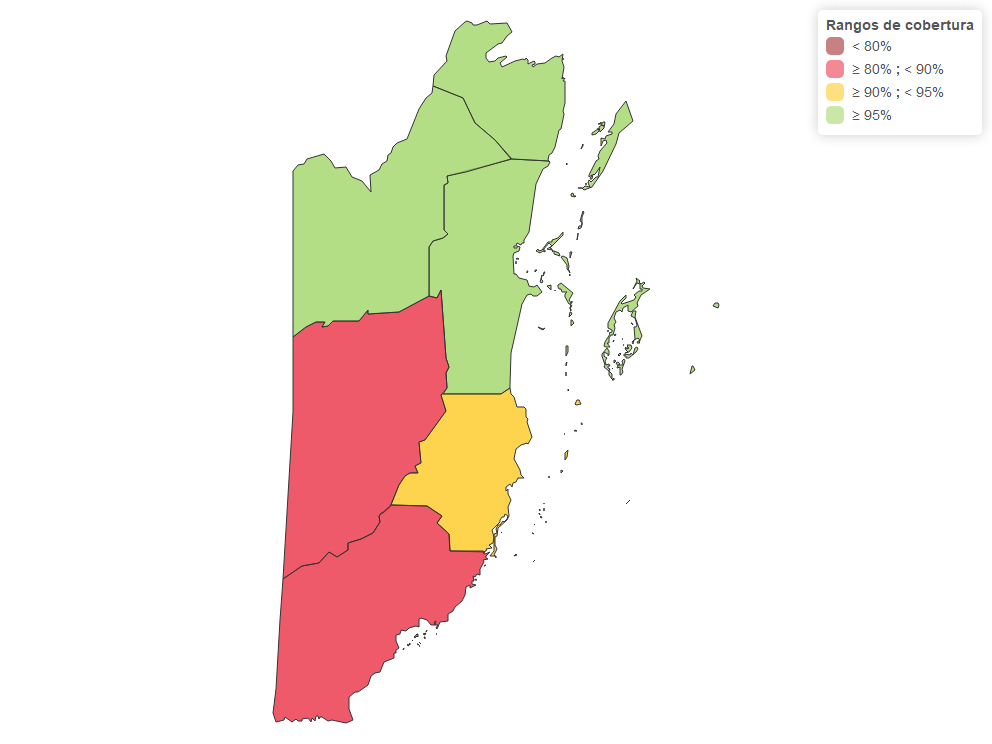 Rangos de cobertura
< 80%
≥ 80% ; < 90%
≥ 90% ; < 95%
≥ 95%